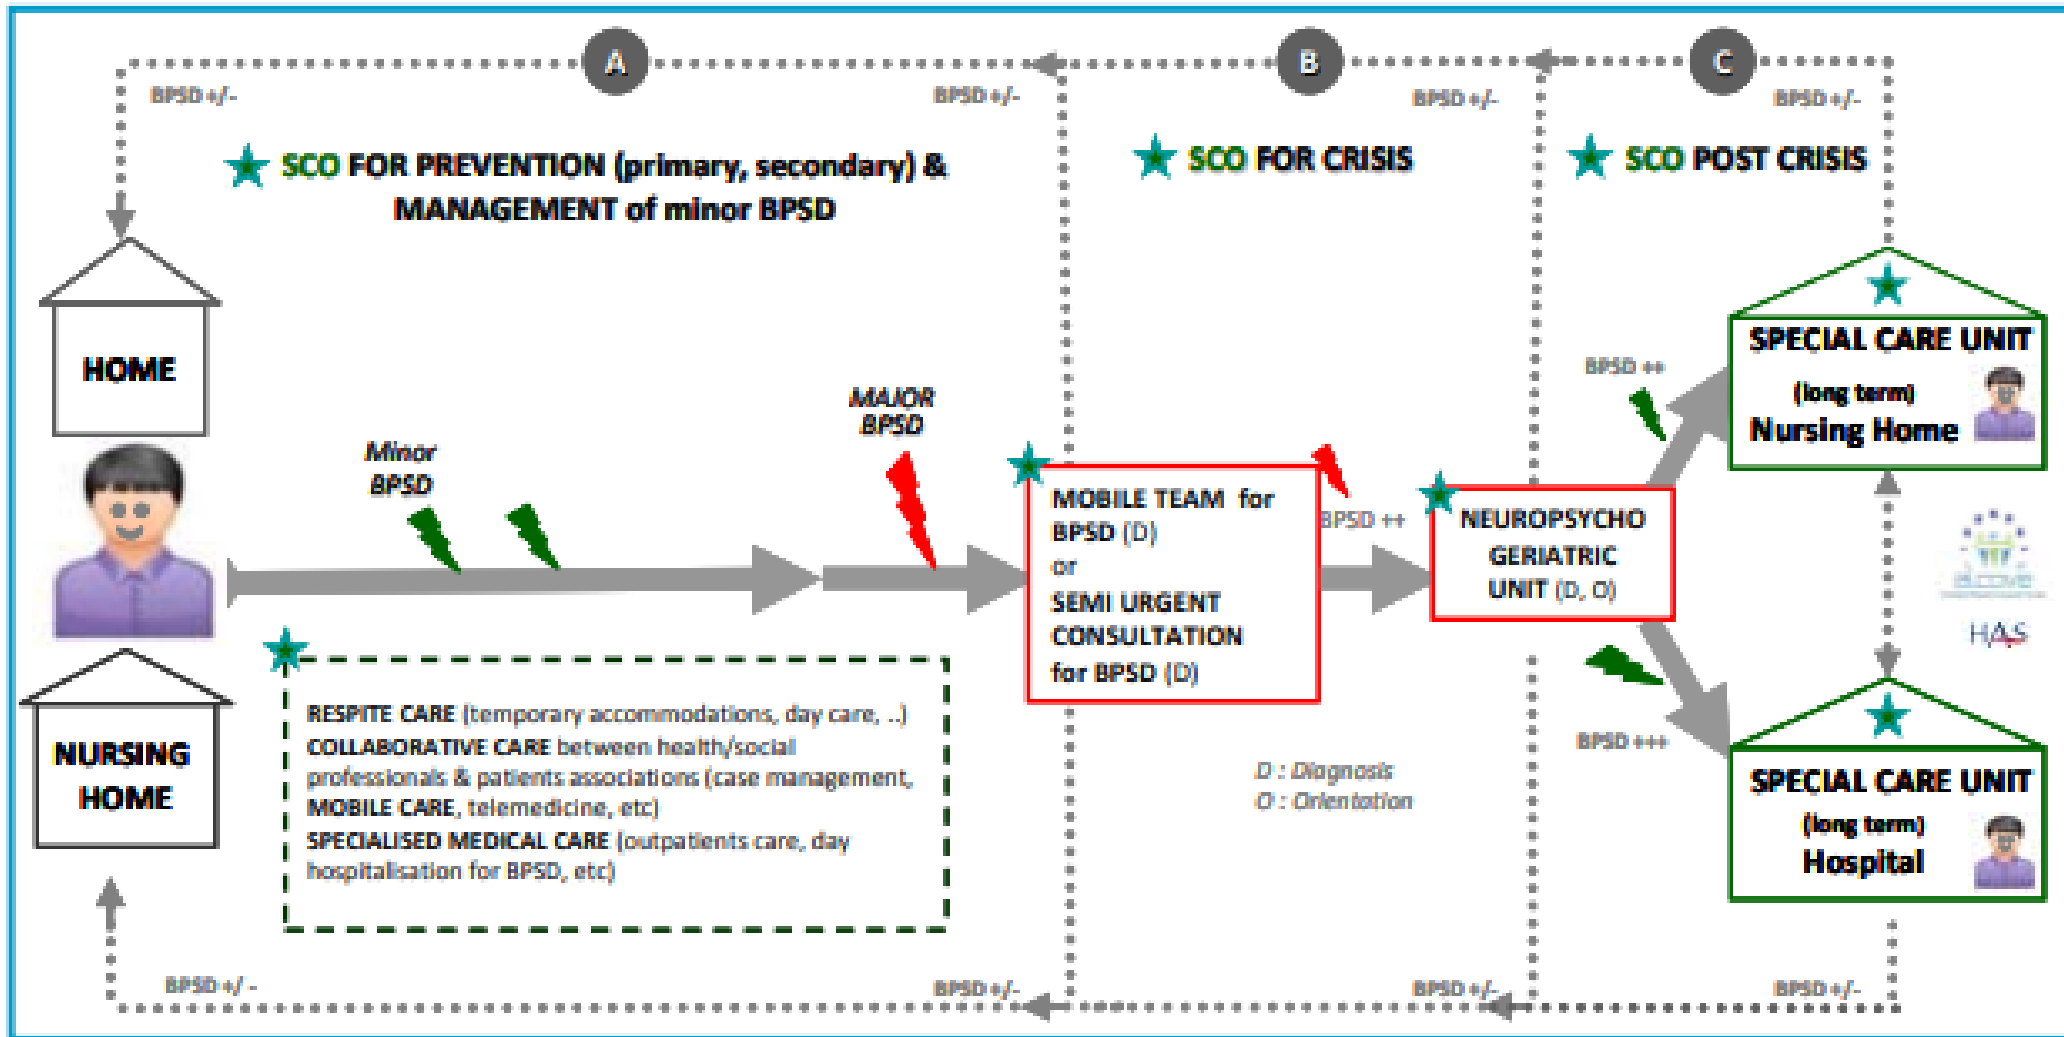 A
B
C
BPSD +/-
BPSD +/-
BPSD +/-
BPSD +/-
SCO FOR PREVENTION (primary, secondary) &
MANAGEMENT of minor BPSD
SCO FOR CRISIS
SCO POST CRISIS
HOME
Minor
BPSD
MAJOR
BPSD
MOBILE TEAM for
BPSD (D)
or
SEMI URGENT
CONSULTATION
for BPSD (D)
BPSD ++
NEUROPSYCHO
GERIATRIC
UNIT (D, O)
BPSD ++
SPECIAL CARE UNIT
(long term)
Nursing Home
HAS
BPSD +++
SPECIAL CARE UNIT
(long term)
Hospital
NURSING
HOME
RESPITE CARE (temporary accommodations, day care, ..)
COLLABORATIVE CARE between health/social
professionals & patients associations (case management,
MOBILE CARE, telemedicine, etc)
SPECIALISED MEDICAL CARE (outpatients care, day
hospitalisation for BPSD, etc)
D : Diagnosis
O : Orientation
BPSD +/ -
BPSD +/-
BPSD +/-
BPSD +/-